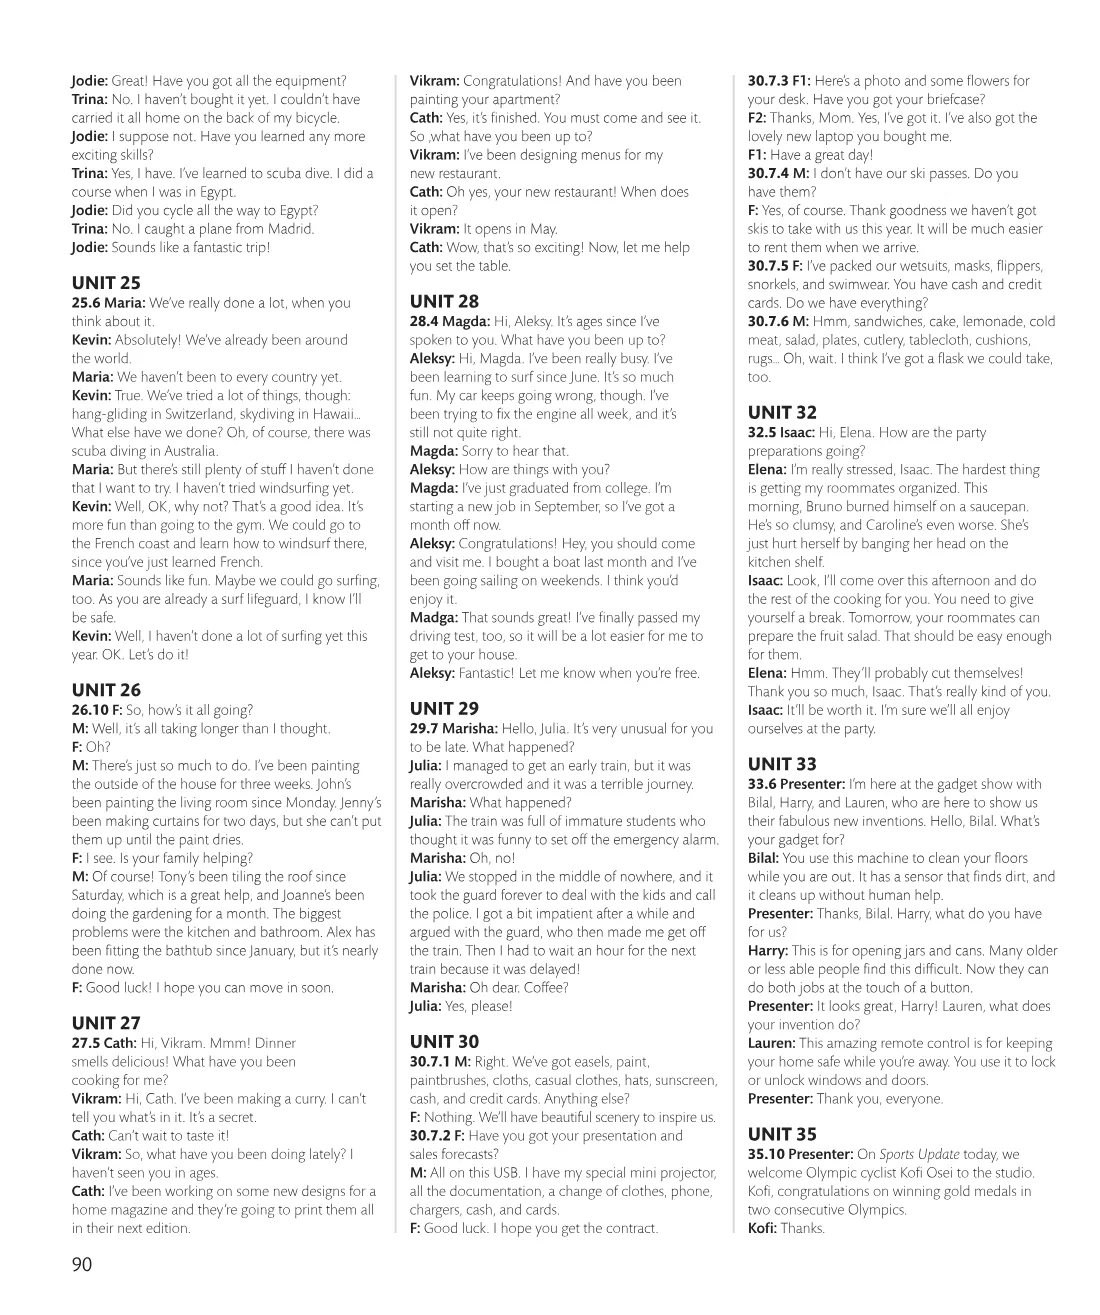 Jodie: Great! Have you got all the equipment?
Trina: No. I haven't bought it yet. I couldn't have
carried it all home on the back of my bicycle.
Jodie: I suppose not. Have you learned any more
exciting skills?
Trina: Yes, I have. I've learned to scuba dive. I did a
course when I was in Egypt.
Jodie: Did you cycle all the way to Egypt?
Trina: No. I caught a plane from Madrid.
Jodie: Sounds like a fantastic trip!
UNIT 25
25.6 Maria: We've really done a lot, when you
think about it.
Kevin: Absolutely! We've already been around
the world.
Maria: We haven't been to every country yet.
Kevin: True. We've tried a lot of things, though:
hang-gliding in Switzerland, skydiving in Hawaii...
What else have we done? Oh, of course, there was
scuba diving in Australia.
Maria: But there's still plenty of stuff I haven't done
that I want to try. I haven't tried windsurfing yet.
Kevin: Well, OK, why not? That's a good idea. It's
more fun than going to the gym. We could go to
the French coast and learn how to windsurf there,
since you've just learned French.
Maria: Sounds like fun. Maybe we could go surfing,
too. As you are already a surf lifeguard, I know I'll
be safe.
Kevin: Well, I haven't done a lot of surfing yet this
year. OK. Let's do it!
UNIT 26
26.10 F: So, how's it all going?
M: Well, it's all taking longer than I thought.
F: Oh?
M: There's just so much to do. I've been painting
the outside of the house for three weeks. John's
been painting the living room since Monday. Jenny's
been making curtains for two days, but she can't put
them up until the paint dries.
F: I see. Is your family helping?
M: Of course! Tony's been tiling the roof since
Saturday, which is a great help, and Joanne's been
doing the gardening for a month. The biggest
problems were the kitchen and bathroom. Alex has
been fitting the bathtub since January, but it's nearly
done now.
F: Good luck! I hope you can move in soon.
UNIT 27
27.5 Cath: Hi, Vikram. Mmm! Dinner
smells delicious! What have you been
cooking for me?
Vikram: Hi, Cath. I've been making a curry. I can't
tell you what's in it. It's a secret.
Cath: Can't wait to taste it!
Vikram: So, what have you been doing lately? I
haven't seen you in ages.
Cath: I've been working on some new designs for a
home magazine and they're going to print them all
in their next edition.
Vikram: Congratulations! And have you been
painting your apartment?
Cath: Yes, it's finished. You must come and see it.
So ,what have you been up to?
Vikram: I've been designing menus for my
new restaurant.
Cath: Oh yes, your new restaurant! When does
it open?
Vikram: It opens in May.
Cath: Wow, that's so exciting! Now, let me help
you set the table.
UNIT 28
28.4 Magda: Hi, Aleksy. It's ages since I've
spoken to you. What have you been up to?
Aleksy: Hi, Magda. I've been really busy. I've
been learning to surf since June. It's so much
fun. My car keeps going wrong, though. I've
been trying to fix the engine all week, and it's
still not quite right.
Magda: Sorry to hear that.
Aleksy: How are things with you?
Magda: I've just graduated from college. I'm
starting a new job in September, so I've got a
month off now.
Aleksy: Congratulations! Hey, you should come
and visit me. I bought a boat last month and I've
been going sailing on weekends. I think you'd
enjoy it.
Madga: That sounds great! I've finally passed my
driving test, too, so it will be a lot easier for me to
get to your house.
Aleksy: Fantastic! Let me know when you're free.
UNIT 29
29.7 Marisha: Hello, Julia. It's very unusual for you
to be late. What happened?
Julia: I managed to get an early train, but it was
really overcrowded and it was a terrible journey.
Marisha: What happened?
Julia: The train was full of immature students who
thought it was funny to set off the emergency alarm.
Marisha: Oh, no!
Julia: We stopped in the middle of nowhere, and it
took the guard forever to deal with the kids and call
the police. I got a bit impatient after a while and
argued with the guard, who then made me get off
the train. Then I had to wait an hour for the next
train because it was delayed!
Marisha: Oh dear. Coffee?
Julia: Yes, please!
UNIT 30
30.7.1 M: Right. We've got easels, paint,
paintbrushes, cloths, casual clothes, hats, sunscreen,
cash, and credit cards. Anything else?
F: Nothing. We'll have beautiful scenery to inspire us.
30.7.2 F: Have you got your presentation and
sales forecasts?
M: All on this USB. I have my special mini projector,
all the documentation, a change of clothes, phone,
chargers, cash, and cards.
F: Good luck. I hope you get the contract.
30.7.3 F1: Here's a photo and some flowers for
your desk. Have you got your briefcase?
F2: Thanks, Mom. Yes, I've got it. I've also got the
lovely new laptop you bought me.
F1: Have a great day!
30.7.4 M: I don't have our ski passes. Do you
have them?
F: Yes, of course. Thank goodness we haven't got
skis to take with us this year. It will be much easier
to rent them when we arrive.
30.7.5 F: I've packed our wetsuits, masks, flippers,
snorkels, and swimwear. You have cash and credit
cards. Do we have everything?
30.7.6 M: Hmm, sandwiches, cake, lemonade, cold
meat, salad, plates, cutlery, tablecloth, cushions,
rugs... Oh, wait. I think I've got a flask we could take,
too.
UNIT 32
32.5 Isaac: Hi, Elena. How are the party
preparations going?
Elena: I'm really stressed, Isaac. The hardest thing
is getting my roommates organized. This
morning, Bruno burned himself on a saucepan.
He's so clumsy, and Caroline's even worse. She's
just hurt herself by banging her head on the
kitchen shelf.
Isaac: Look, I'll come over this afternoon and do
the rest of the cooking for you. You need to give
yourself a break. Tomorrow, your roommates can
prepare the fruit salad. That should be easy enough
for them.
Elena: Hmm. They'll probably cut themselves!
Thank you so much, Isaac. That's really kind of you.
Isaac: It'll be worth it. I'm sure we'll all enjoy
ourselves at the party.
UNIT 33
33.6 Presenter: I'm here at the gadget show with
Bilal, Harry, and Lauren, who are here to show us
their fabulous new inventions. Hello, Bilal. What's
your gadget for?
Bilal: You use this machine to clean your floors
while you are out. It has a sensor that finds dirt, and
it cleans up without human help.
Presenter: Thanks, Bilal. Harry, what do you have
for us?
Harry: This is for opening jars and cans. Many older
or less able people find this difficult. Now they can
do both jobs at the touch of a button.
Presenter: It looks great, Harry! Lauren, what does
your invention do?
Lauren: This amazing remote control is for keeping
your home safe while you're away. You use it to lock
or unlock windows and doors.
Presenter: Thank you, everyone.
UNIT 35
35.10 Presenter: On Sports Update today, we
welcome Olympic cyclist Kofi Osei to the studio.
Kofi, congratulations on winning gold medals in
two consecutive Olympics.
Kofi: Thanks.
90